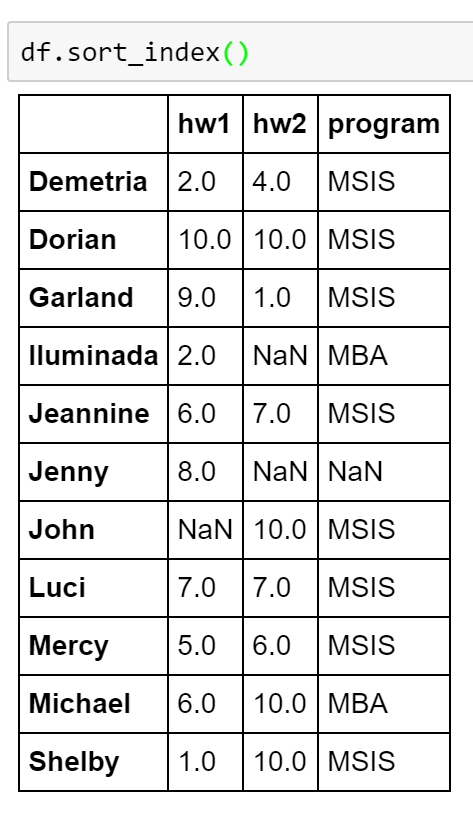 df.sort_index()
hw1 hw2 program
Demetria 2.0 4.0 MSIS
Dorian 10.0 10.0 MSIS
Garland 9.0 1.0 MSIS
Iluminada 2.0 NaN MBA
Jeannine 6.0 7.0 MSIS
Jenny 8.0 NaN NaN
John NaN 10.0 MSIS
Luci 7.0 7.0 MSIS
Mercy 5.0 6.0 MSIS
Michael 6.0 10.0 MBA
Shelby 1.0 10.0 MSIS